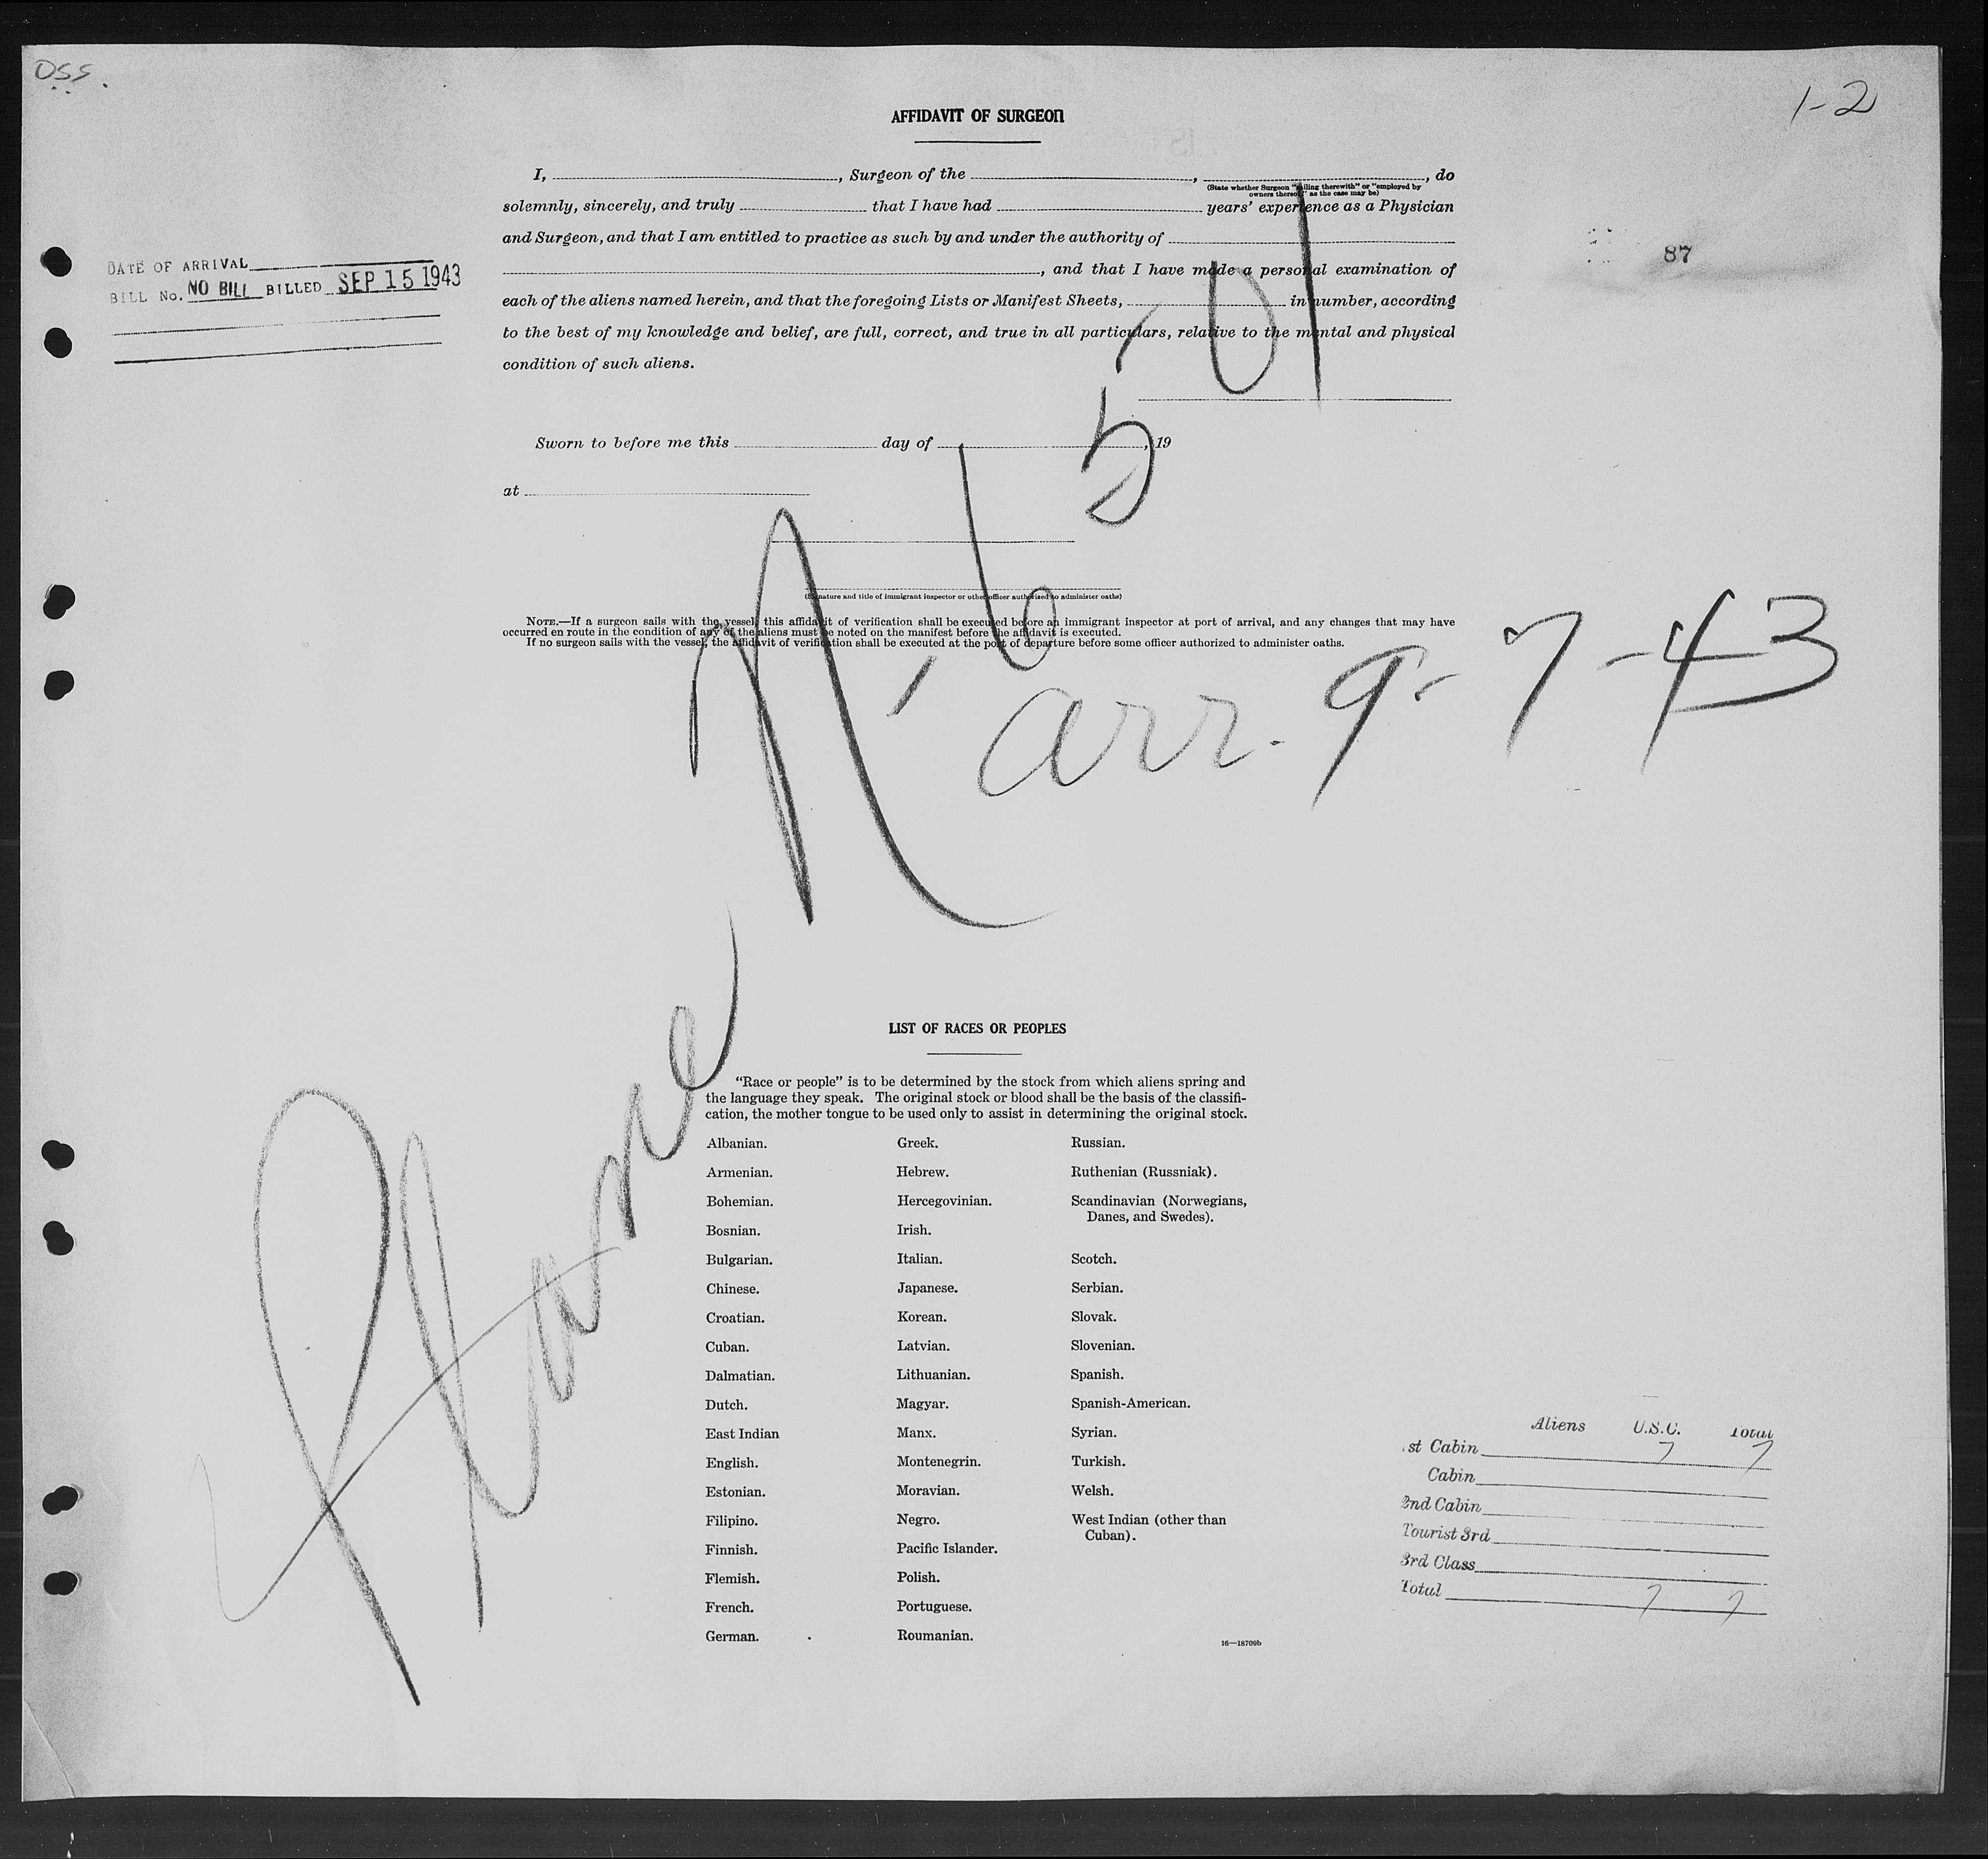 OSS.
1-2
AFFIDAVIT OF SURGEON
I, , Surgeon of the , , do
(State whether Surgeon "sailing therewith" or "employed by
owners thereof," as the case may be)
solemnly, sincerely, and truly that I have had years' experience as a Physician
and Surgeon, and that I am entitled to practice as such by and under the authority of
, and that I have made a personal examination of
each of the aliens named herein, and that the foregoing Lists or Manifest Sheets, in number, according
to the best of my knowledge and belief, are full, correct, and true in all particulars, relative to the mental and physical
condition of such aliens.
87
DATE OF ARRIVAL
BILL No. NO BILL BILLED SEP 15 1943
Sworn to before me this day of , 19
at
(Signature and title of immigrant inspector or other officer authorized to administer oaths)
NOTE.—If a surgeon sails with the vessel, this affidavit of verification shall be executed before an immigrant inspector at port of arrival, and any changes that may have
occurred en route in the condition of any of the aliens must be noted on the manifest before the affidavit is executed.
If no surgeon sails with the vessel, the affidavit of verification shall be executed at the port of departure before some officer authorized to administer oaths.
Plane N-165-01
arr. 9-7-43
LIST OF RACES OR PEOPLES
"Race or people" is to be determined by the stock from which aliens spring and
the language they speak. The original stock or blood shall be the basis of the classifi-
cation, the mother tongue to be used only to assist in determining the original stock.
Albanian.
Armenian.
Bohemian.
Bosnian.
Bulgarian.
Chinese.
Croatian.
Cuban.
Dalmatian.
Dutch.
East Indian
English.
Estonian.
Filipino.
Finnish.
Flemish.
French.
German.
Greek.
Hebrew.
Hercegovinian.
Irish.
Italian.
Japanese.
Korean.
Latvian.
Lithuanian.
Magyar.
Manx.
Montenegrin.
Moravian.
Negro.
Pacific Islander.
Polish.
Portuguese.
Roumanian.
Russian.
Ruthenian (Russniak).
Scandinavian (Norwegians,
Danes, and Swedes).
Scotch.
Serbian.
Slovak.
Slovenian.
Spanish.
Spanish-American.
Syrian.
Turkish.
Welsh.
West Indian (other than
Cuban).
16—18709b
Aliens U.S.C. Total
1st Cabin 7 7
Cabin
2nd Cabin
Tourist 3rd
3rd Class
Total 7 7